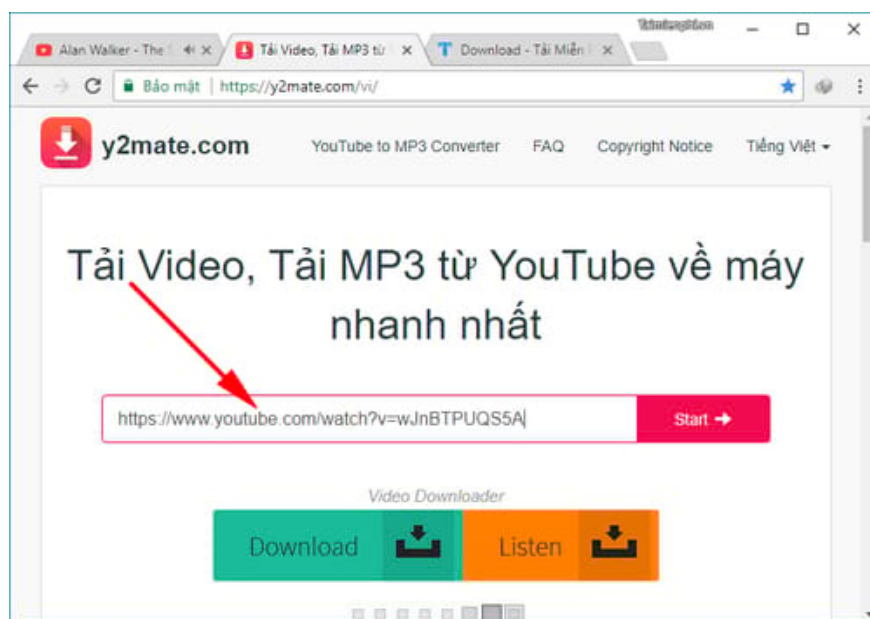 Taimienphi.vn
Alan Walker - The S
Tải Video, Tải MP3 từ
Download - Tải Miễn
Bảo mật | https://y2mate.com/vi/
y2mate.com
YouTube to MP3 Converter
FAQ
Copyright Notice
Tiếng Việt
Tải Video, Tải MP3 từ YouTube về máy
nhanh nhất
https://www.youtube.com/watch?v=wJnBTPUQS5A
Start
Video Downloader
Download
Listen